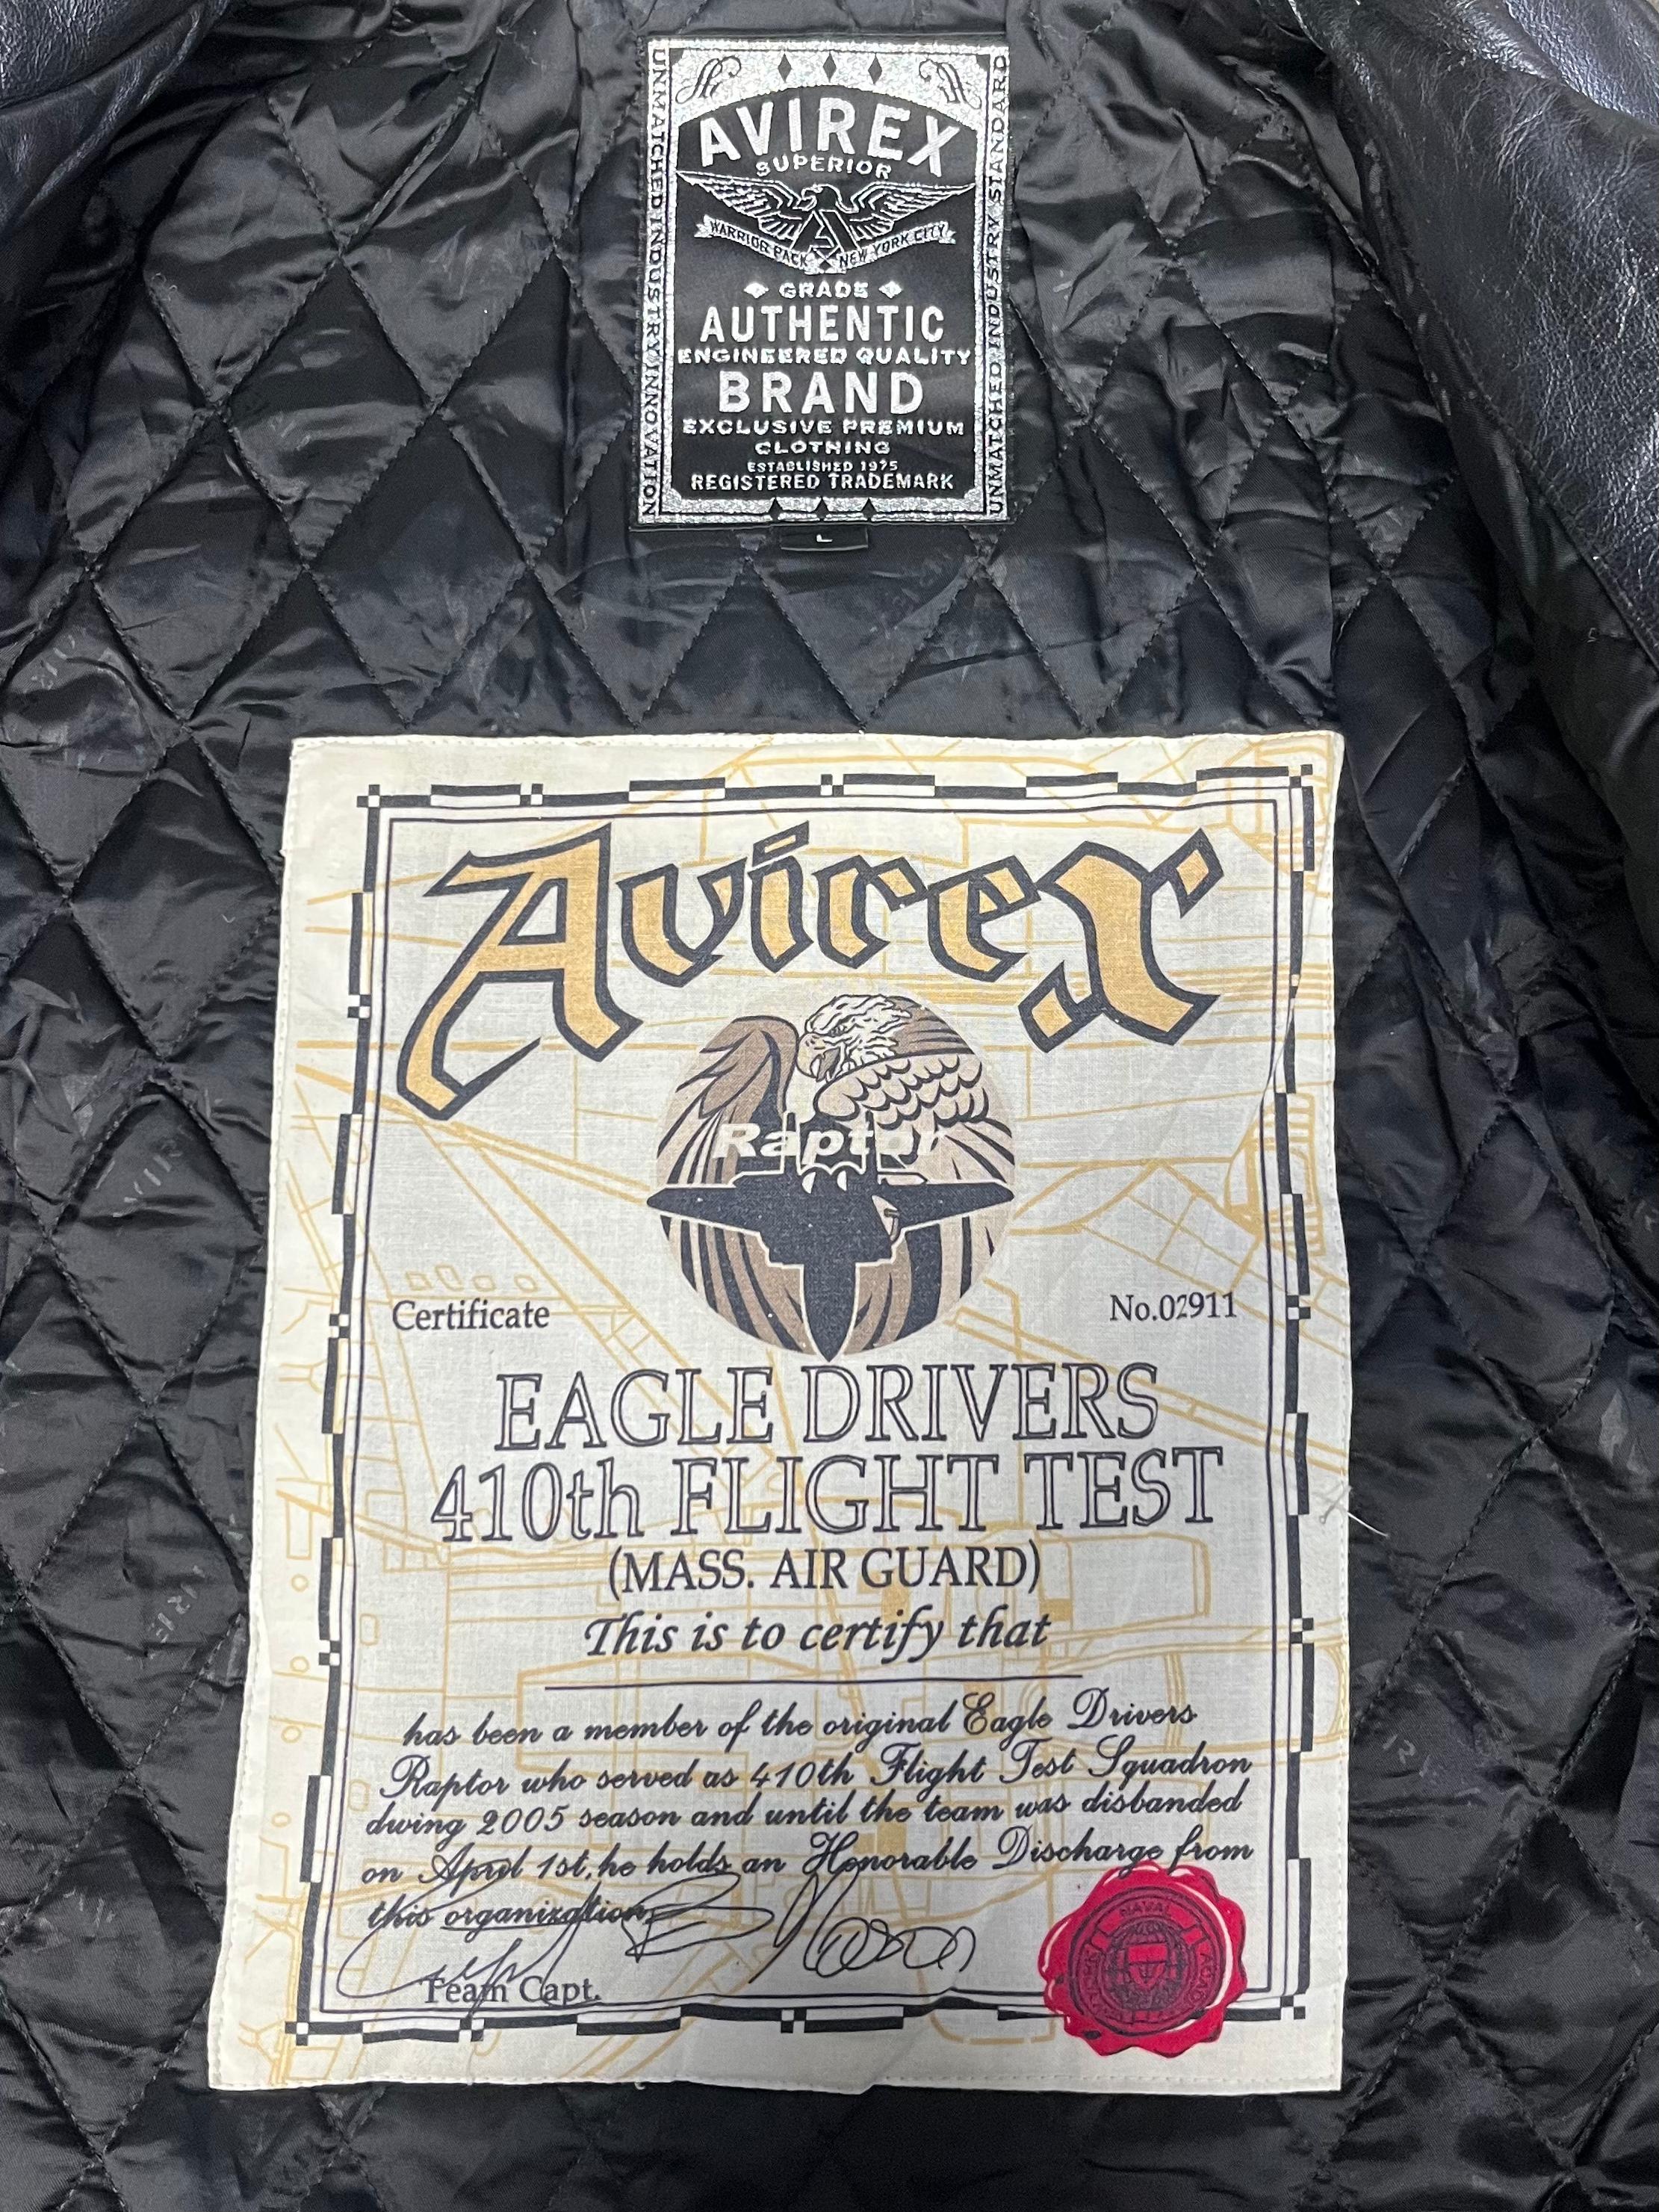 AVIREX
SUPERIOR
WARRIOR PACK NEW YORK CITY
GRADE
AUTHENTIC
ENGINEERED QUALITY
BRAND
EXCLUSIVE PREMIUM
CLOTHING
ESTABLISHED 1975
REGISTERED TRADEMARK
UNMATCHED INDUSTRY INNOVATION
UNMATCHED INDUSTRY STANDARD
L
Avirex
Raptor
Certificate
No.02911
EAGLE DRIVERS
410th FLIGHT TEST
(MASS. AIR GUARD)
This is to certify that
has been a member of the original Eagle Drivers
Raptor who served as 410th Flight Test Squadron
dwing 2005 season and until the team was disbanded
on April 1st, he holds an Honorable Discharge from
this organization,
Team Capt.
NAVAL